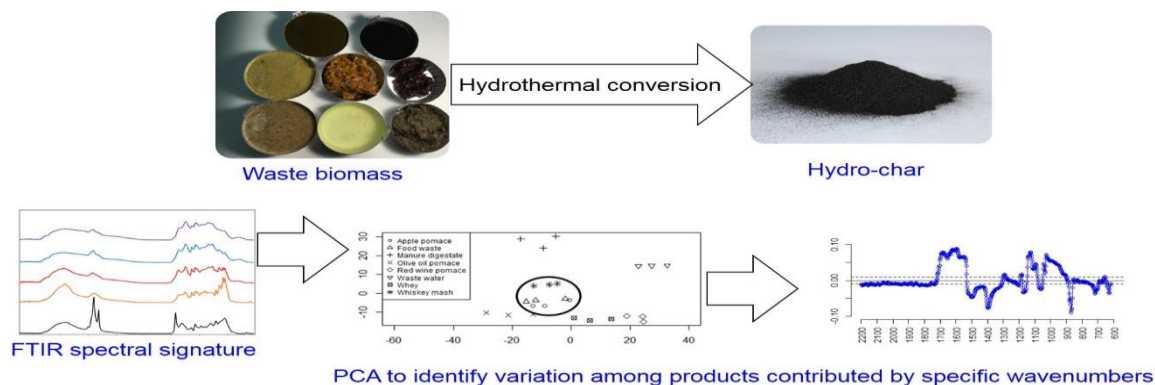 Hydrothermal conversion
Waste biomass
Hydro-char
FTIR spectral signature
30
20
10
0
-10
Apple pomace
Food waste
Manure digestate
Olive oil pomace
Red wine pomace
Waste water
Whey
Whiskey mash
-60
-40
-20
0
20
40
0.10
0.00
-0.10
2200
2100
2000
1900
1800
1700
1600
1500
1400
1300
1200
1100
1000
900
800
700
600
PCA to identify variation among products contributed by specific wavenumbers